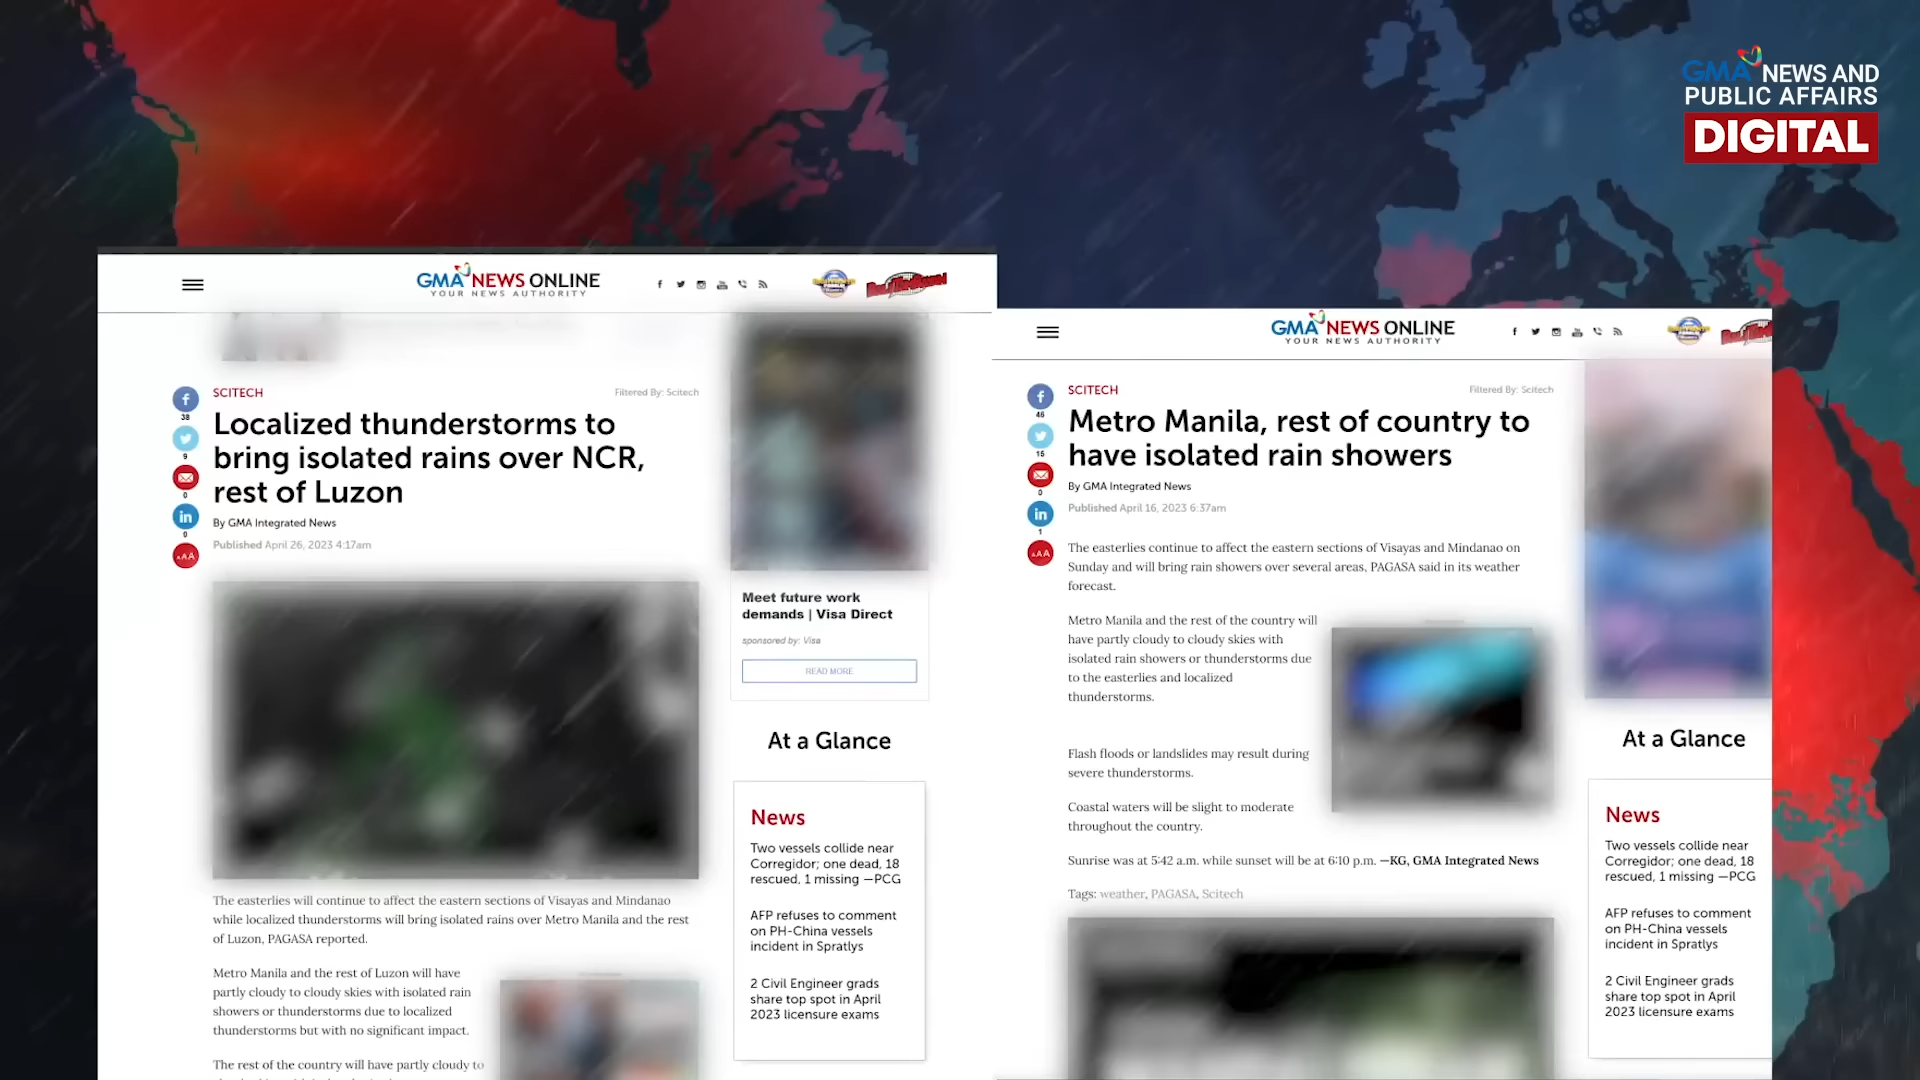 GMA NEWS AND
PUBLIC AFFAIRS
DIGITAL
GMA NEWS ONLINE
YOUR NEWS AUTHORITY
38
9
0
0
AAA
SCITECH
Filtered By: Scitech
Localized thunderstorms to
bring isolated rains over NCR,
rest of Luzon
By GMA Integrated News
Published April 26, 2023 4:17am
The easterlies will continue to affect the eastern sections of Visayas and Mindanao
while localized thunderstorms will bring isolated rains over Metro Manila and the rest
of Luzon, PAGASA reported.
Metro Manila and the rest of Luzon will have
partly cloudy to cloudy skies with isolated rain
showers or thunderstorms due to localized
thunderstorms but with no significant impact.
The rest of the country will have partly cloudy to
Meet future work
demands | Visa Direct
sponsored by: Visa
READ MORE
At a Glance
News
Two vessels collide near
Corregidor; one dead, 18
rescued, 1 missing —PCG
AFP refuses to comment
on PH-China vessels
incident in Spratlys
2 Civil Engineer grads
share top spot in April
2023 licensure exams
GMA NEWS ONLINE
YOUR NEWS AUTHORITY
46
15
0
1
AAA
SCITECH
Filtered By: Scitech
Metro Manila, rest of country to
have isolated rain showers
By GMA Integrated News
Published April 16, 2023 6:37am
The easterlies continue to affect the eastern sections of Visayas and Mindanao on
Sunday and will bring rain showers over several areas, PAGASA said in its weather
forecast.
Metro Manila and the rest of the country will
have partly cloudy to cloudy skies with
isolated rain showers or thunderstorms due
to the easterlies and localized
thunderstorms.
Flash floods or landslides may result during
severe thunderstorms.
Coastal waters will be slight to moderate
throughout the country.
Sunrise was at 5:42 a.m. while sunset will be at 6:10 p.m. —KG, GMA Integrated News
Tags: weather, PAGASA, Scitech
At a Glance
News
Two vessels collide near
Corregidor; one dead, 18
rescued, 1 missing —PCG
AFP refuses to comment
on PH-China vessels
incident in Spratlys
2 Civil Engineer grads
share top spot in April
2023 licensure exams